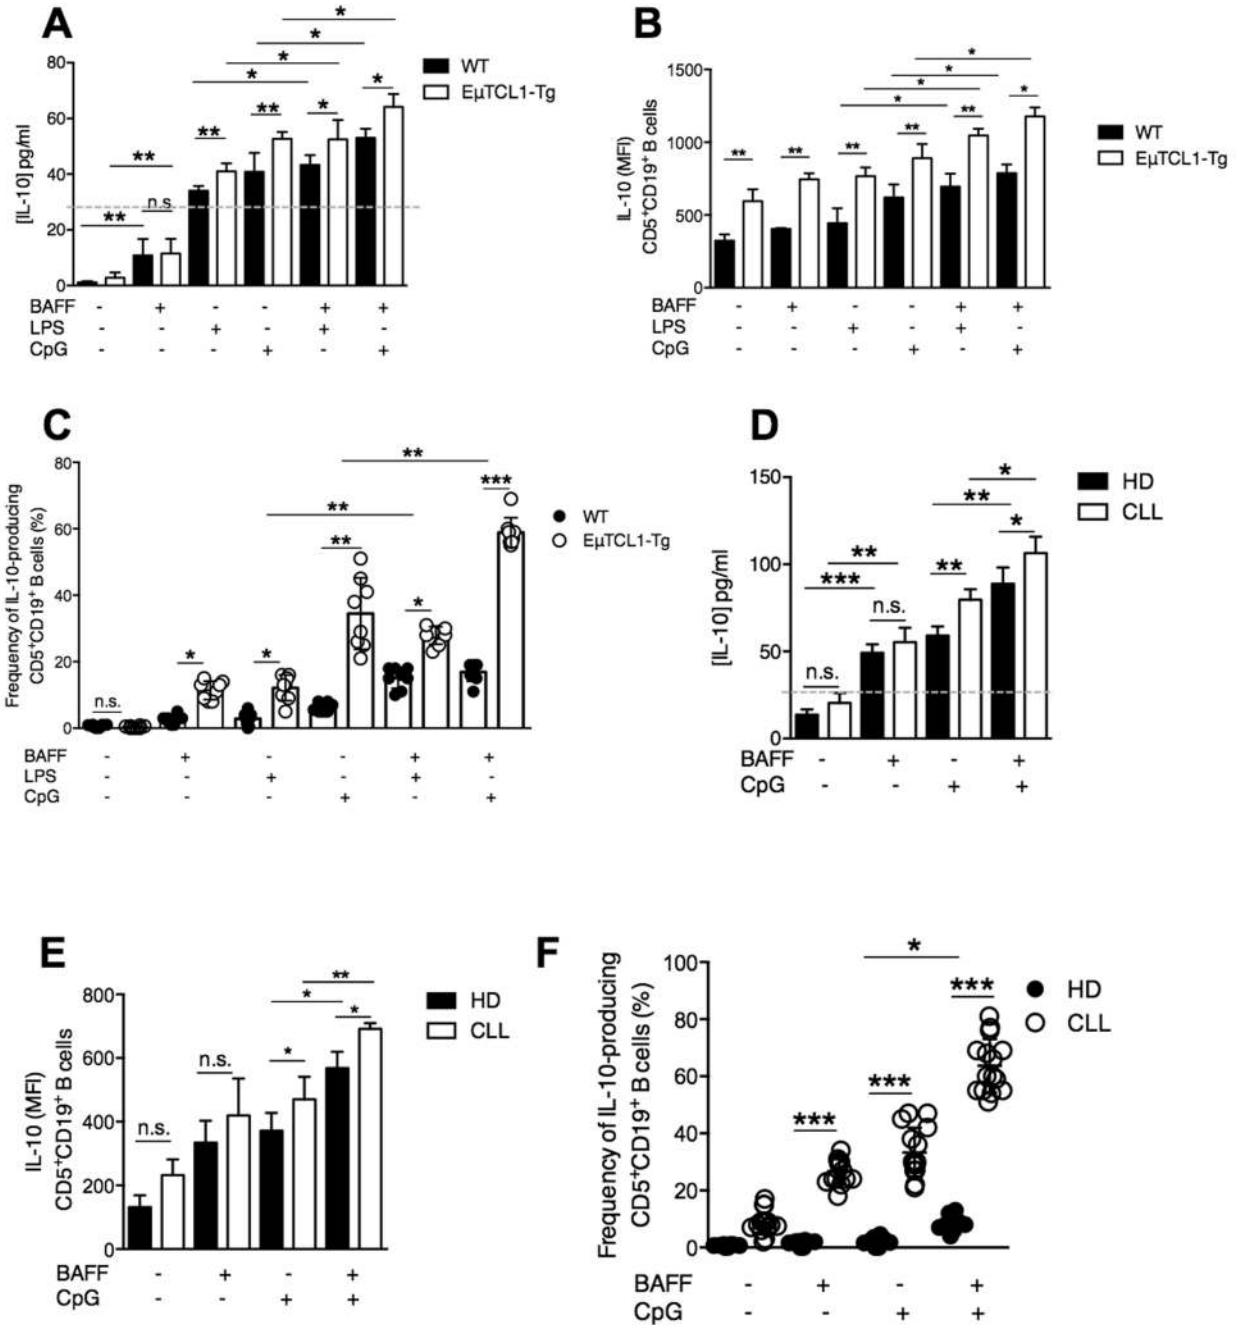 A
[IL-10] pg/ml
80
60
40
20
0
**
**
n.s
**
**
*
*
*
*
*
*
WT
EµTCL1-Tg
BAFF - + - - + +
LPS - - + - + -
CpG - - - + - +
B
IL-10 (MFI)
CD5⁺CD19⁺ B cells
1500
1000
500
0
**
**
**
**
**
*
*
*
*
*
WT
EµTCL1-Tg
BAFF - + - - + +
LPS - - + - + -
CpG - - - + - +
C
Frequency of IL-10-producing
CD5⁺CD19⁺ B cells (%)
80
60
40
20
0
n.s.
*
*
**
*
***
**
**
WT
EµTCL1-Tg
BAFF - + - - + +
LPS - - + - + -
CpG - - - + - +
D
[IL-10] pg/ml
150
100
50
0
n.s.
***
**
n.s.
**
**
*
*
HD
CLL
BAFF - + - +
CpG - - + +
E
IL-10 (MFI)
CD5⁺CD19⁺ B cells
800
600
400
200
0
n.s.
n.s.
*
*
*
**
HD
CLL
BAFF - + - +
CpG - - + +
F
Frequency of IL-10-producing
CD5⁺CD19⁺ B cells (%)
100
80
60
40
20
0
***
***
***
*
HD
CLL
BAFF - + - +
CpG - - + +